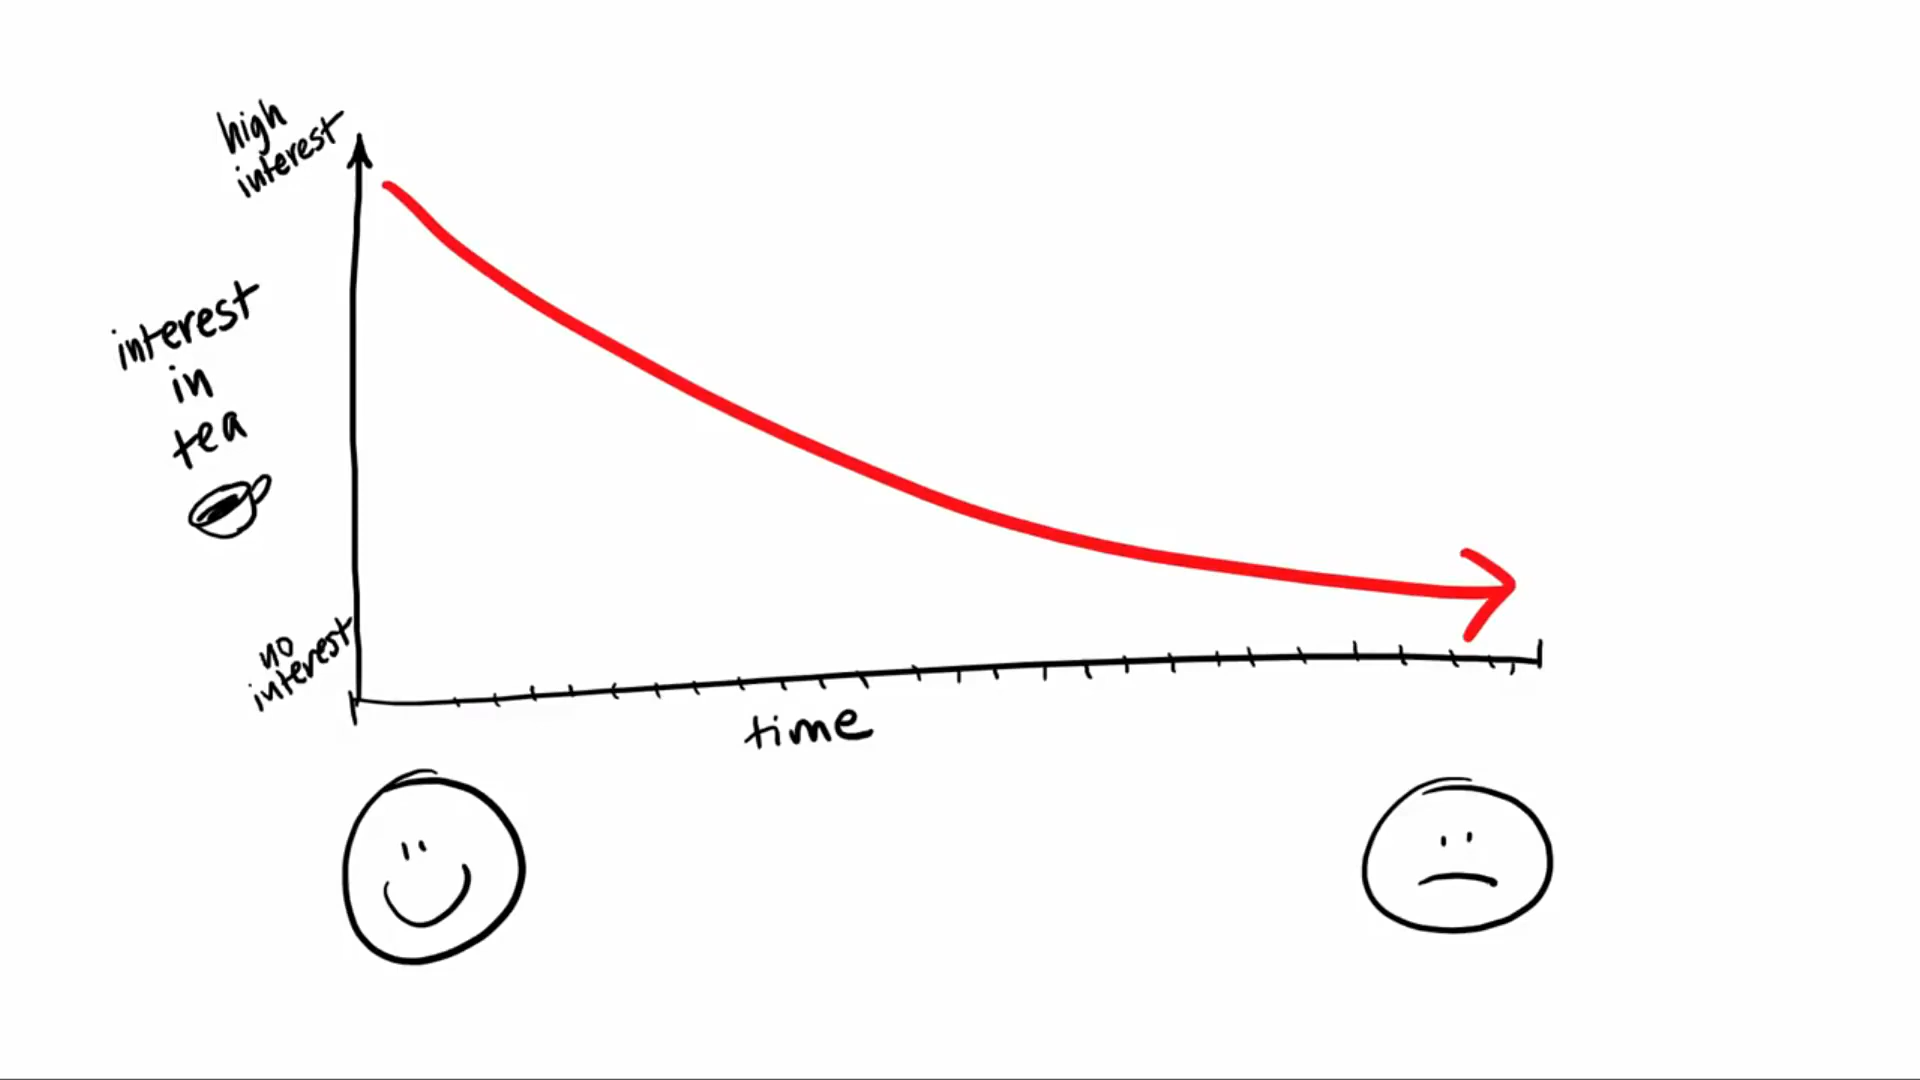 high
interest
interest
in
tea
no
interest
time